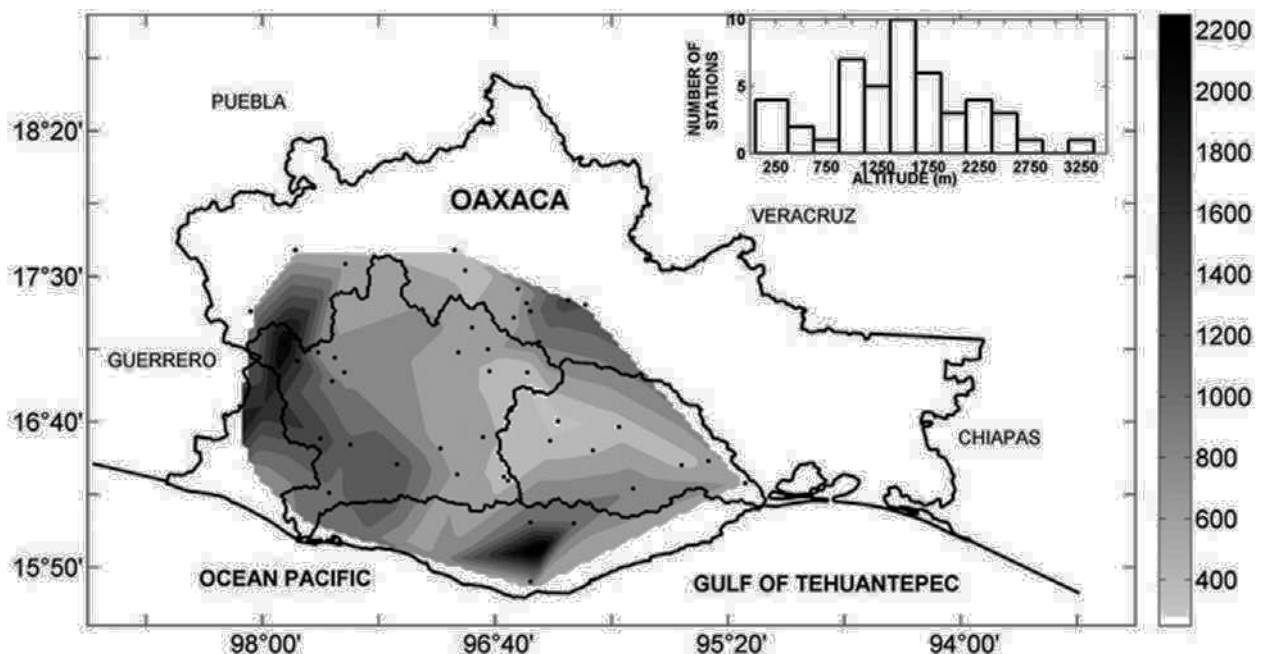 10
5
0
NUMBER OF
STATIONS
250 750 1250 1750 2250 2750 3250
ALTITUDE (m)
PUEBLA
OAXACA
VERACRUZ
GUERRERO
CHIAPAS
OCEAN PACIFIC
GULF OF TEHUANTEPEC
18°20'
17°30'
16°40'
15°50'
98°00' 96°40' 95°20' 94°00'
2200
2000
1800
1600
1400
1200
1000
800
600
400